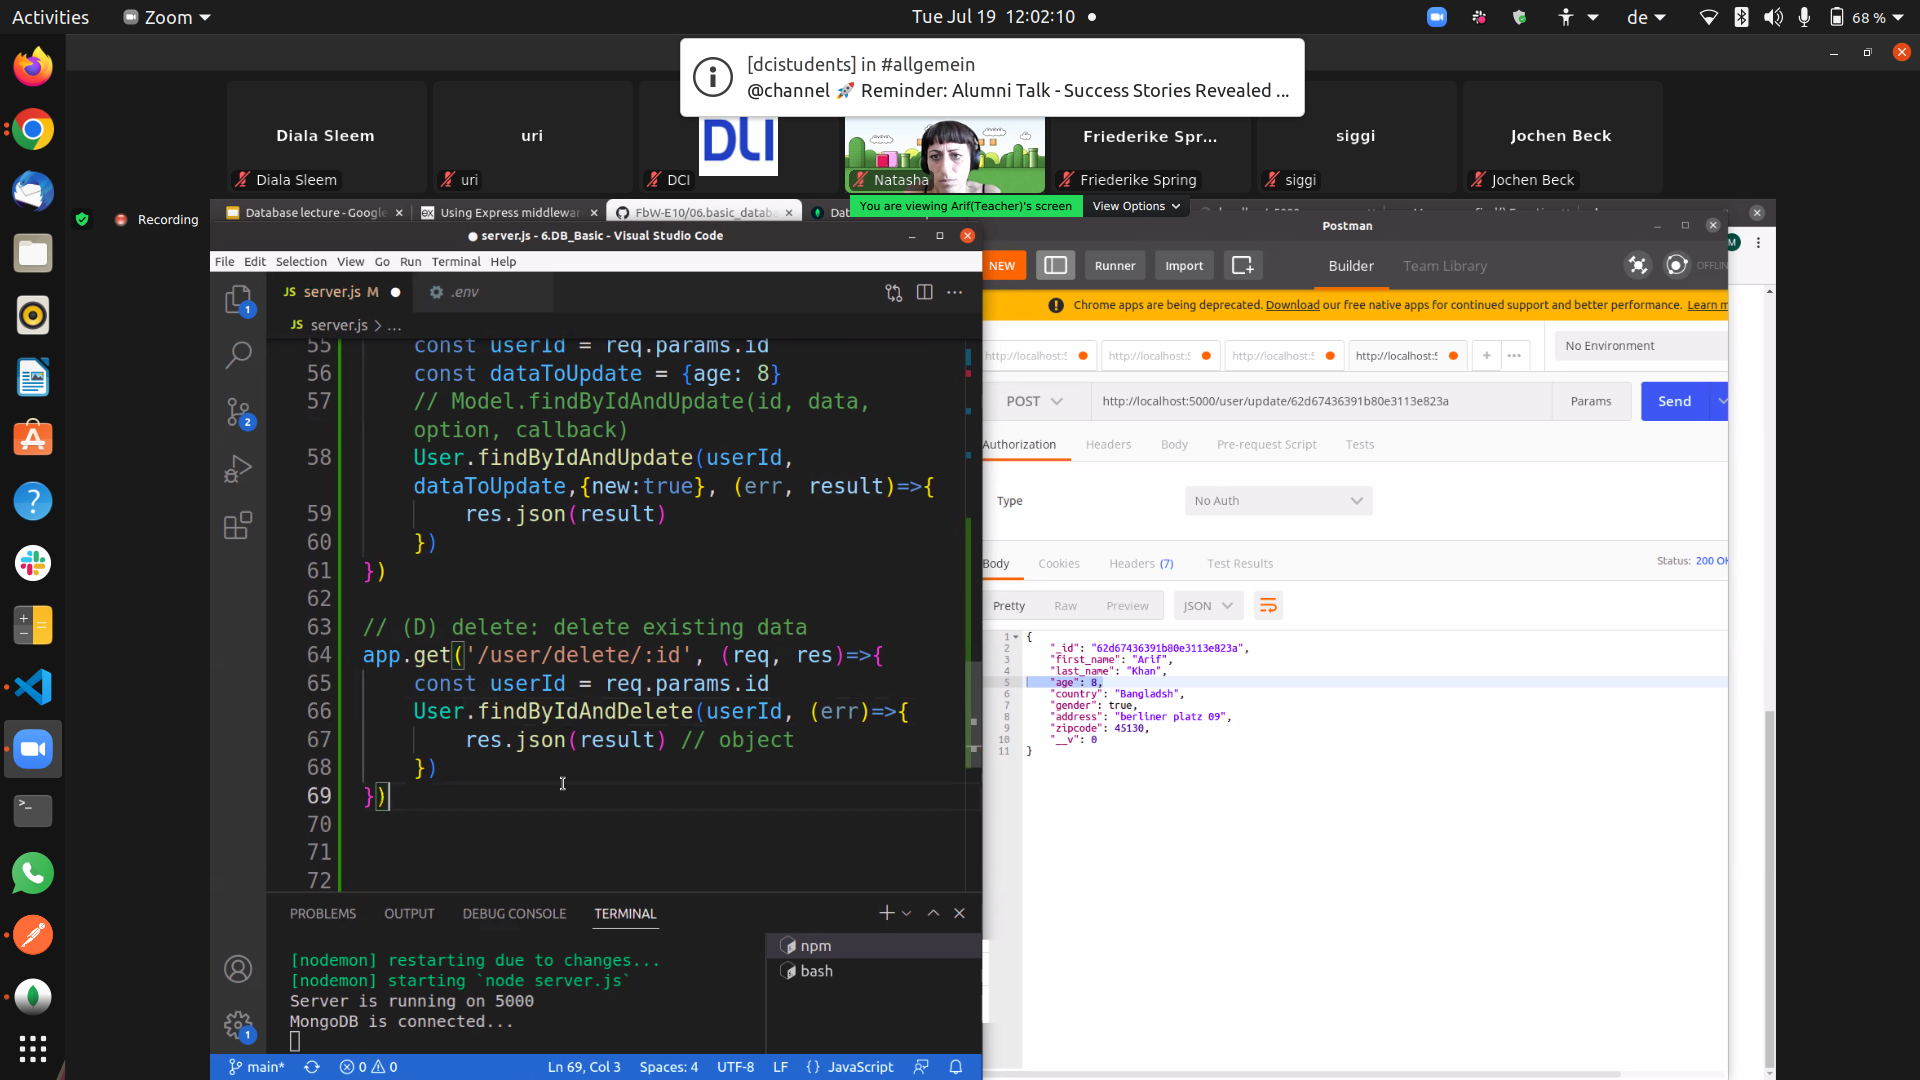 Activities
Zoom
Tue Jul 19 12:02:10
de
68 %
[dcistudents] in #allgemein
@channel 🚀 Reminder: Alumni Talk - Success Stories Revealed ...
Diala Sleem
uri
Friederike Spr...
siggi
Jochen Beck
Diala Sleem
uri
DCI
Natasha
Friederike Spring
siggi
Jochen Beck
Recording
You are viewing Arif(Teacher)'s screen
View Options
Database lecture - Google
Using Express middlewar
FbW-E10/06.basic_datab
Dat
server.js - 6.DB_Basic - Visual Studio Code
File Edit Selection View Go Run Terminal Help
server.js M
.env
server.js > ...
55 const userId = req.params.id
56 const dataToUpdate = {age: 8}
57 // Model.findByIdAndUpdate(id, data,
option, callback)
58 User.findByIdAndUpdate(userId,
dataToUpdate,{new:true}, (err, result)=>{
59 res.json(result)
60 })
61 })
62
63 // (D) delete: delete existing data
64 app.get('/user/delete/:id', (req, res)=>{
65 const userId = req.params.id
66 User.findByIdAndDelete(userId, (err)=>{
67 res.json(result) // object
68 })
69 })
70
71
72
PROBLEMS OUTPUT DEBUG CONSOLE TERMINAL
[nodemon] restarting due to changes...
[nodemon] starting `node server.js`
Server is running on 5000
MongoDB is connected...
npm
bash
main*
0 0
Ln 69, Col 3
Spaces: 4
UTF-8
LF
{} JavaScript
Postman
NEW
Runner
Import
Builder
Team Library
Chrome apps are being deprecated. Download our free native apps for continued support and better performance. Learn m
http://localhost:5
http://localhost:5
http://localhost:5
http://localhost:5
No Environment
POST
http://localhost:5000/user/update/62d67436391b80e3113e823a
Params
Send
Authorization Headers Body Pre-request Script Tests
Type
No Auth
Body Cookies Headers (7) Test Results
Status: 200 OK
Pretty Raw Preview JSON
1 {
2 "_id": "62d67436391b80e3113e823a",
3 "first_name": "Arif",
4 "last_name": "Khan",
5 "age": 8,
6 "country": "Bangladsh",
7 "gender": true,
8 "address": "berliner platz 09",
9 "zipcode": 45130,
10 "__v": 0
11 }